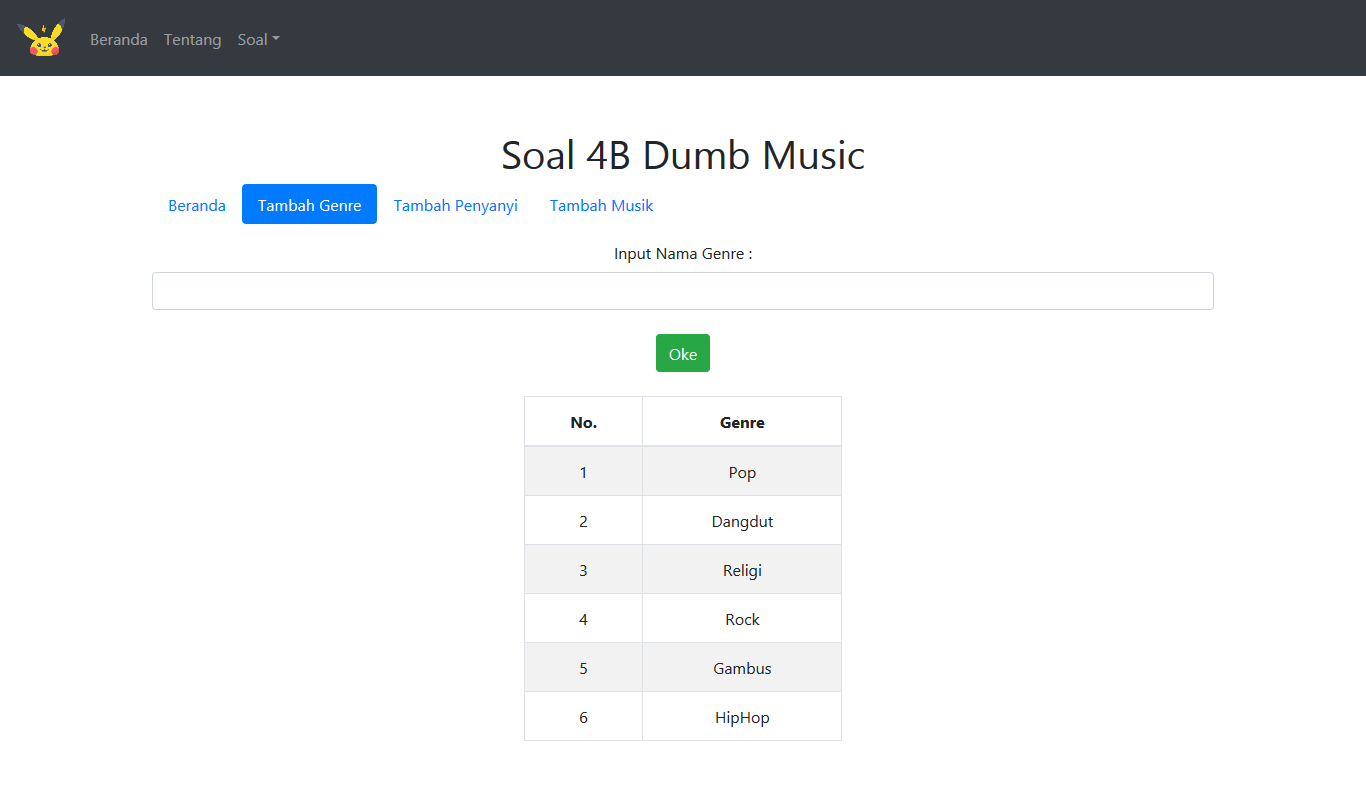 Beranda Tentang Soal
Soal 4B Dumb Music
Beranda Tambah Genre Tambah Penyanyi Tambah Musik
Input Nama Genre :
Oke
No. Genre
1 Pop
2 Dangdut
3 Religi
4 Rock
5 Gambus
6 HipHop